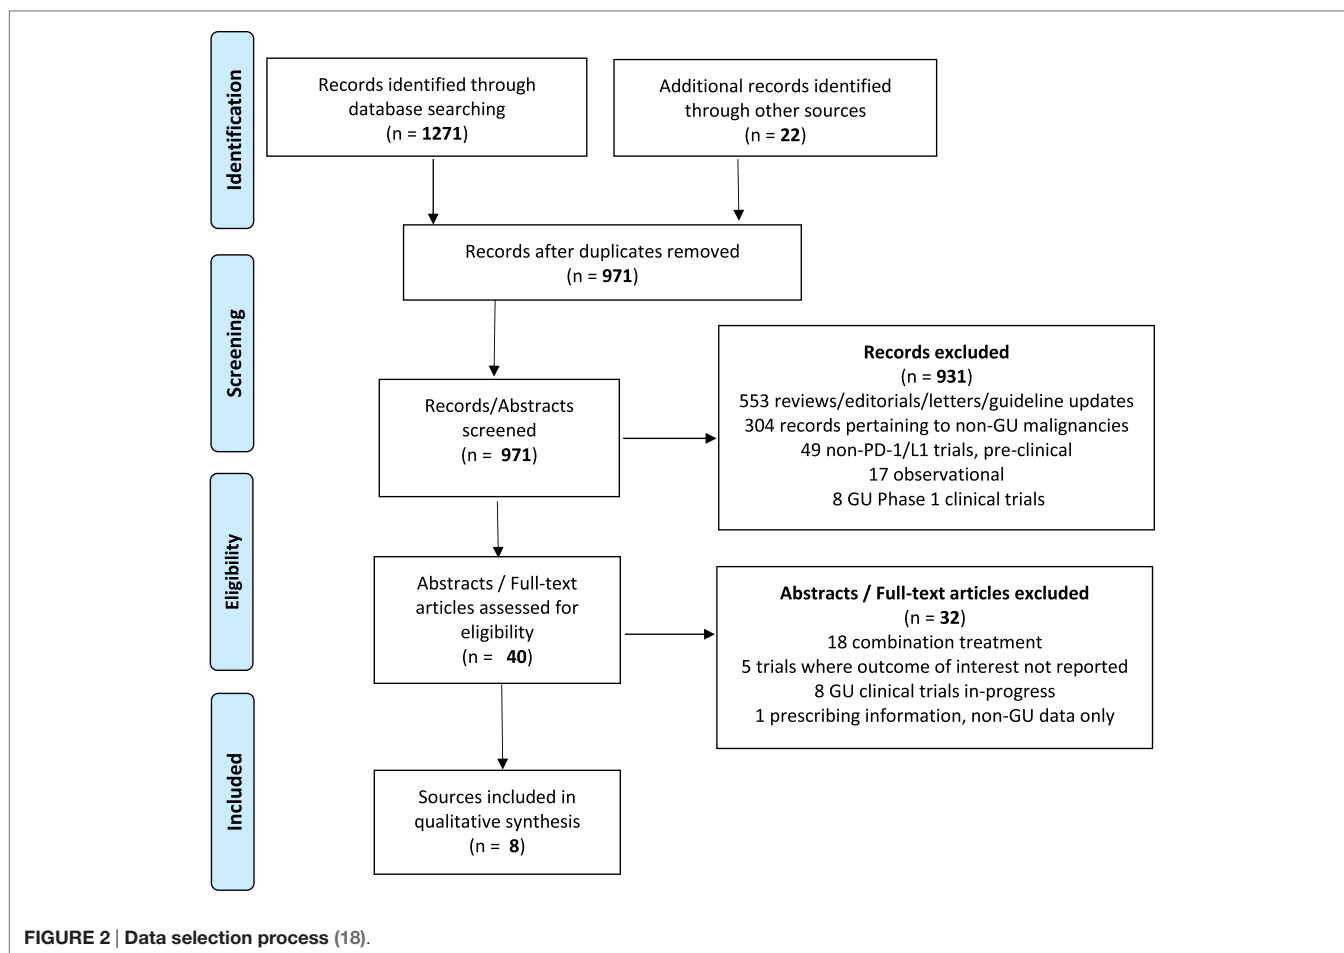 Identification
Records identified through
database searching
(n = 1271)
Additional records identified
through other sources
(n = 22)
Records after duplicates removed
(n = 971)
Screening
Records/Abstracts
screened
(n = 971)
Records excluded
(n = 931)
553 reviews/editorials/letters/guideline updates
304 records pertaining to non-GU malignancies
49 non-PD-1/L1 trials, pre-clinical
17 observational
8 GU Phase 1 clinical trials
Eligibility
Abstracts / Full-text
articles assessed for
eligibility
(n = 40)
Abstracts / Full-text articles excluded
(n = 32)
18 combination treatment
5 trials where outcome of interest not reported
8 GU clinical trials in-progress
1 prescribing information, non-GU data only
Included
Sources included in
qualitative synthesis
(n = 8)
FIGURE 2 | Data selection process (18).